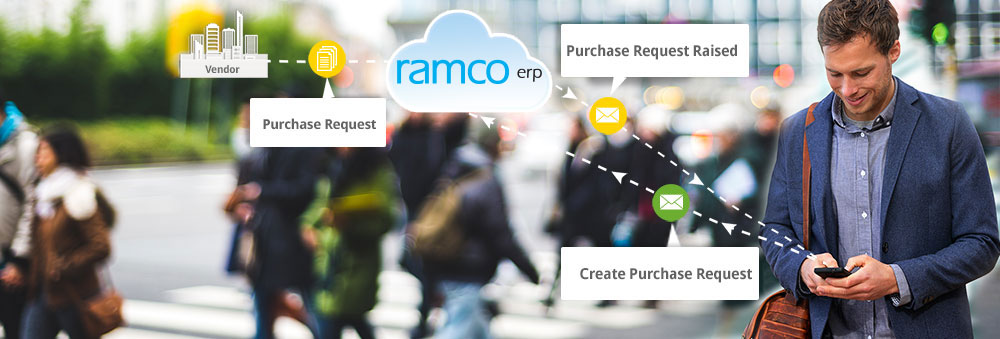 Vendor
Purchase Request
ramco erp
Purchase Request Raised
Create Purchase Request